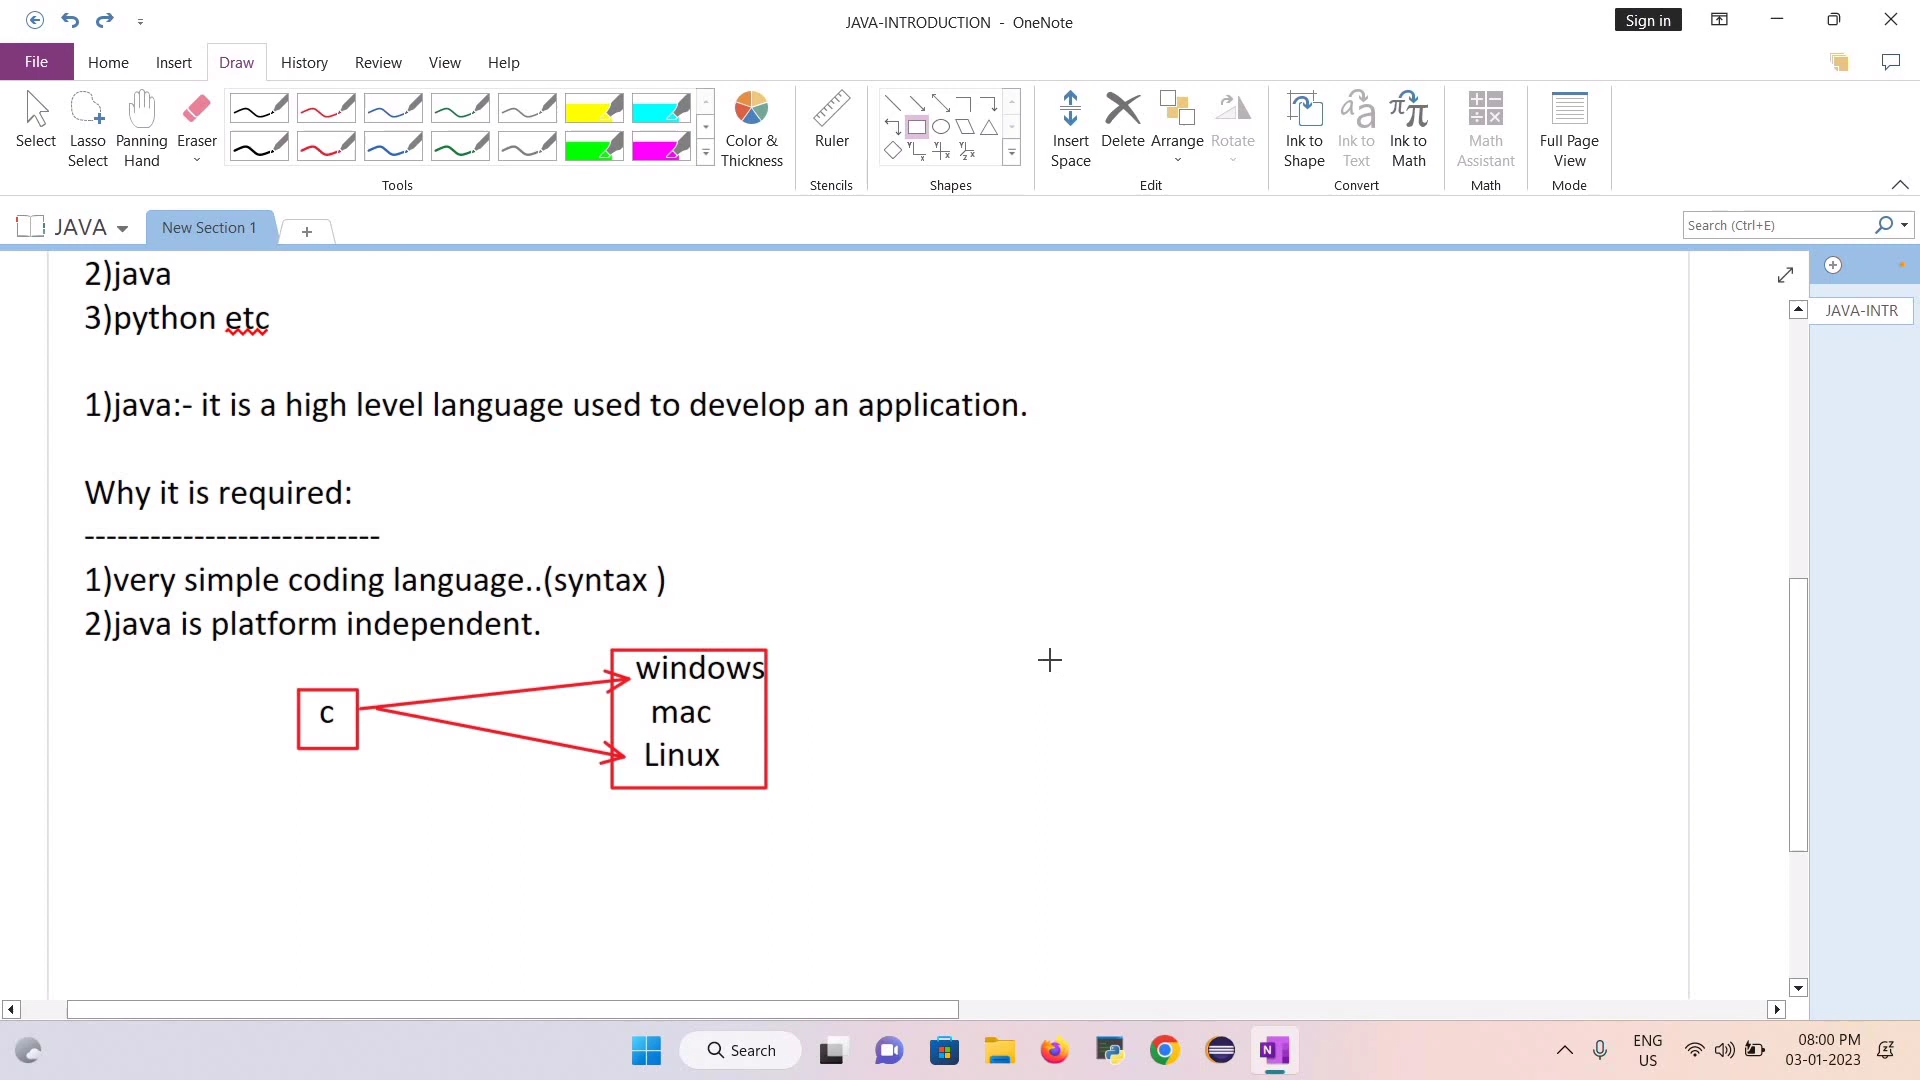 JAVA-INTRODUCTION - OneNote
Sign in
File Home Insert Draw History Review View Help
Select
Lasso Select
Panning Hand
Eraser
Color & Thickness
Ruler
Insert Space
Delete
Arrange
Rotate
Ink to Shape
Ink to Text
Ink to Math
Math Assistant
Full Page View
Tools Stencils Shapes Edit Convert Math Mode
JAVA New Section 1
Search (Ctrl+E)
JAVA-INTR
2)java
3)python etc
1)java:- it is a high level language used to develop an application.
Why it is required:
---------------------------
1)very simple coding language..(syntax )
2)java is platform independent.
windows
c mac
Linux
Search
ENG
US
08:00 PM
03-01-2023